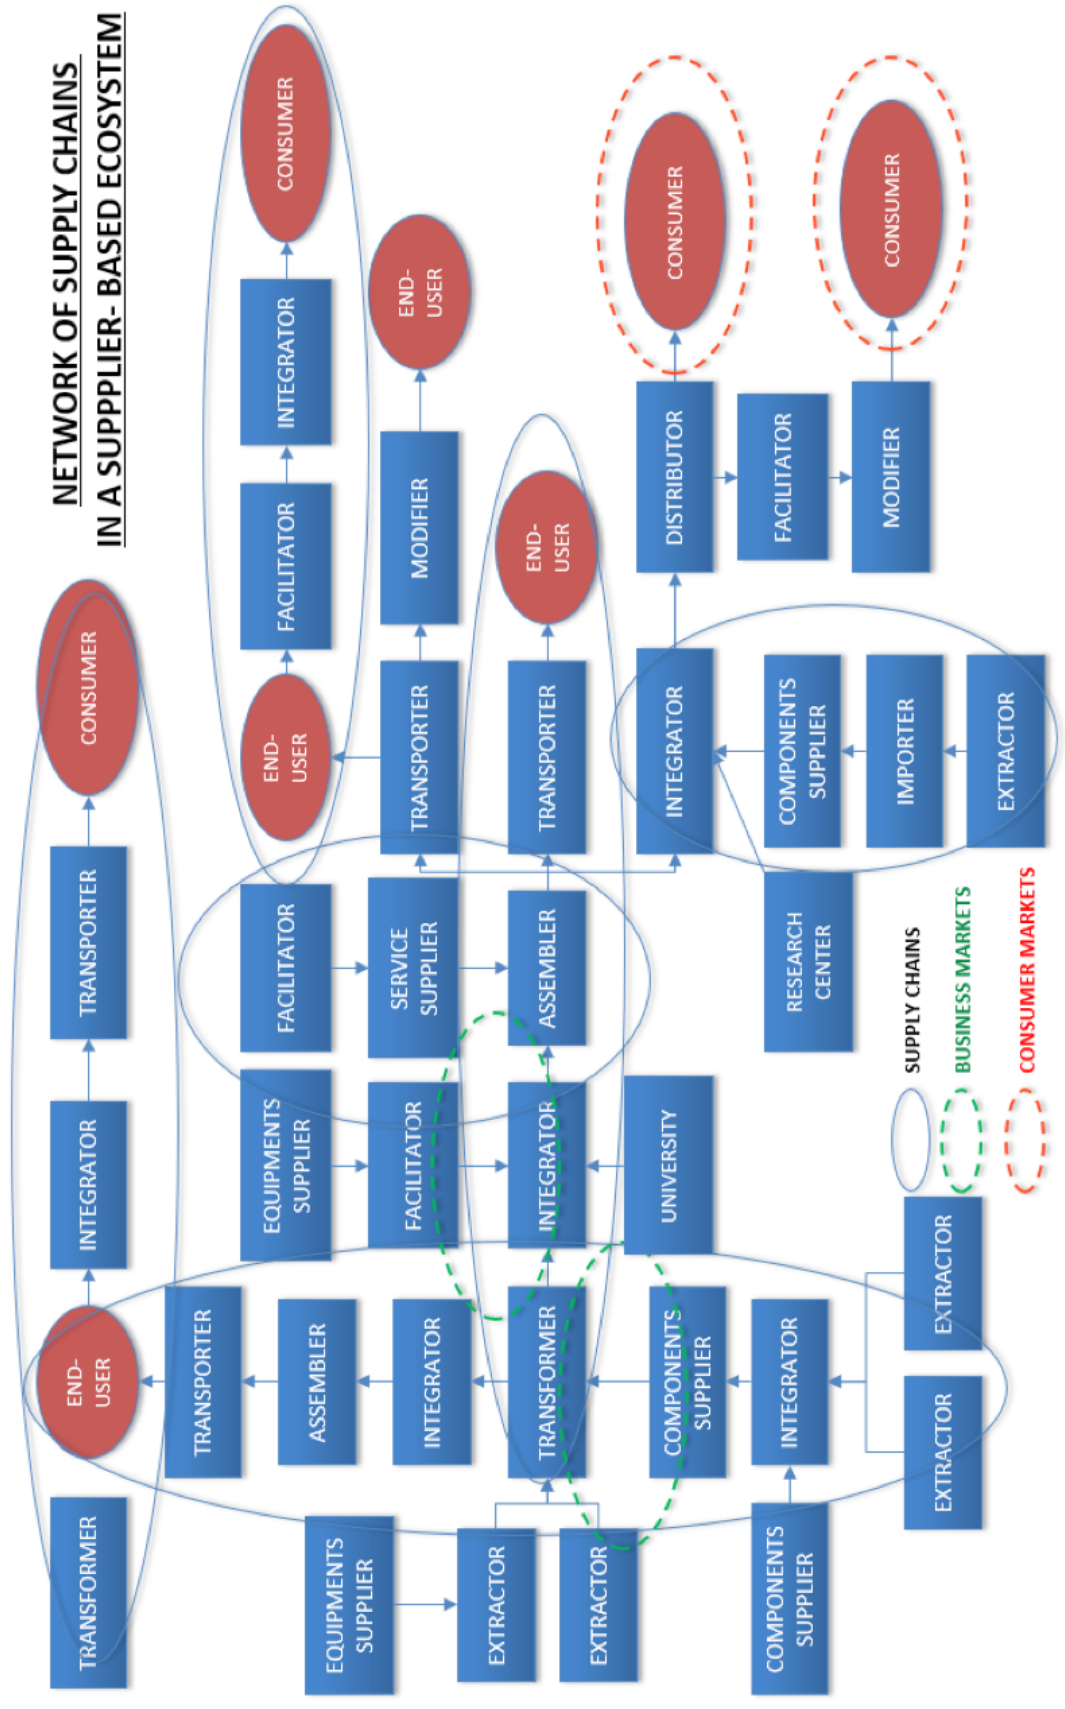 NETWORK OF SUPPLY CHAINS
IN A SUPPPLIER- BASED ECOSYSTEM
TRANSFORMER
END-
USER
INTEGRATOR
TRANSPORTER
CONSUMER
TRANSPORTER
EQUIPMENTS
SUPPLIER
FACILITATOR
END-
USER
FACILITATOR
INTEGRATOR
CONSUMER
ASSEMBLER
EQUIPMENTS
SUPPLIER
INTEGRATOR
FACILITATOR
SERVICE
SUPPLIER
TRANSPORTER
MODIFIER
END-
USER
EXTRACTOR
TRANSFORMER
INTEGRATOR
ASSEMBLER
TRANSPORTER
END-
USER
EXTRACTOR
COMPONENTS
SUPPLIER
UNIVERSITY
INTEGRATOR
DISTRIBUTOR
CONSUMER
COMPONENTS
SUPPLIER
INTEGRATOR
RESEARCH
CENTER
COMPONENTS
SUPPLIER
FACILITATOR
IMPORTER
MODIFIER
CONSUMER
EXTRACTOR
EXTRACTOR
EXTRACTOR
SUPPLY CHAINS
BUSINESS MARKETS
CONSUMER MARKETS